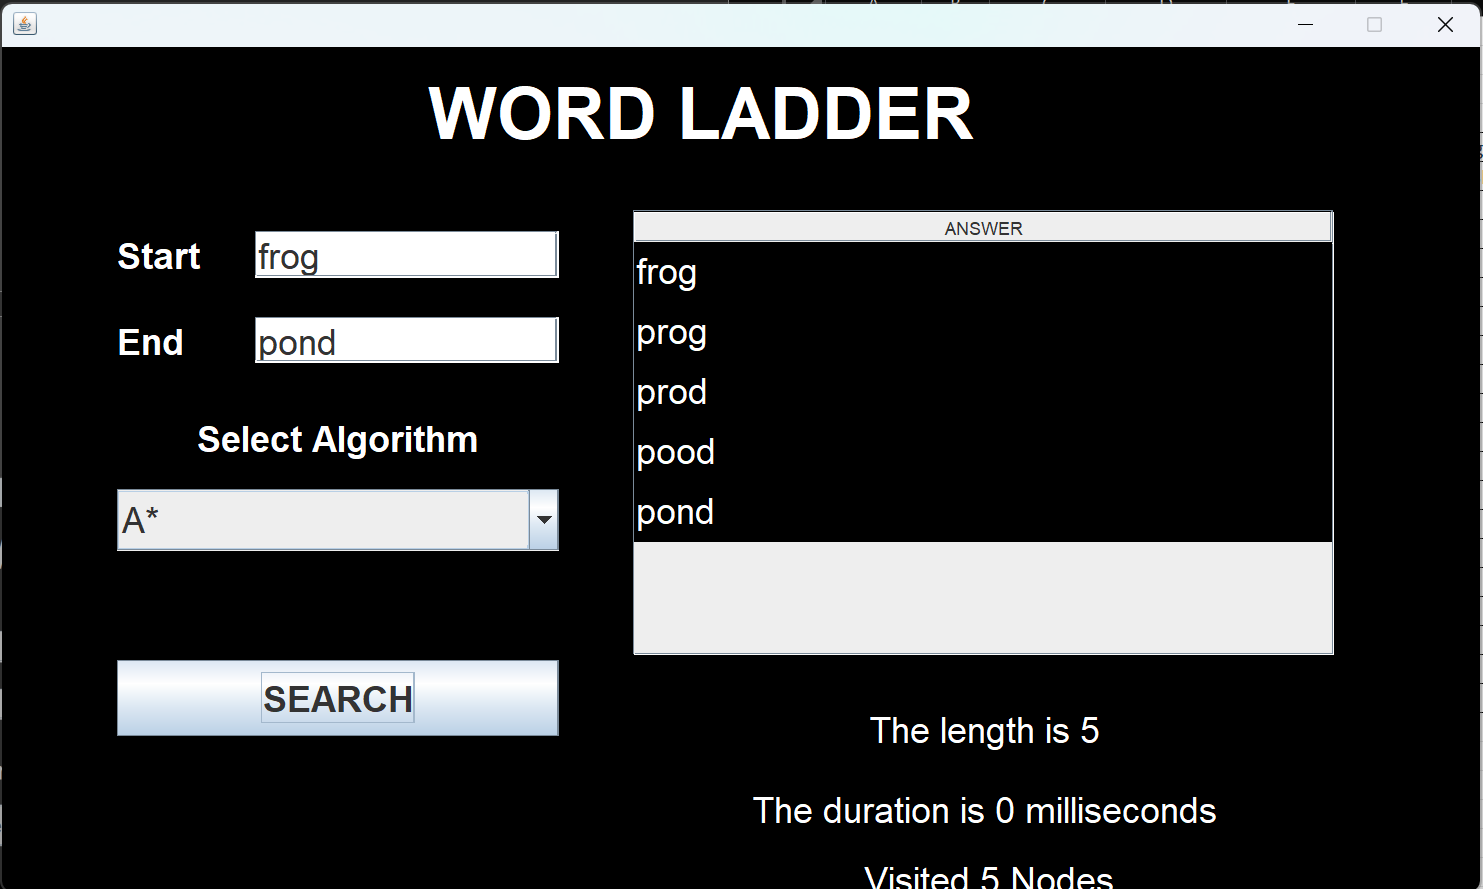 WORD LADDER
Start frog
End pond
Select Algorithm
A*
SEARCH
ANSWER
frog
prog
prod
pood
pond
The length is 5
The duration is 0 milliseconds
Visited 5 Nodes